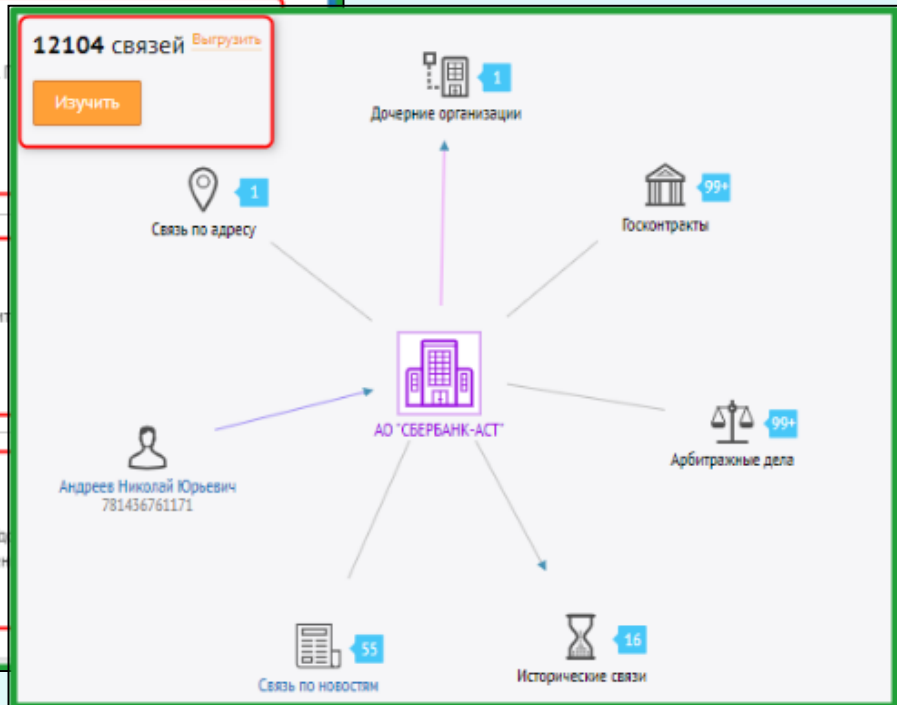 12104 связей Выгрузить
Изучить
1
Дочерние организации
1
Связь по адресу
99+
Госконтракты
АО "СБЕРБАНК-АСТ"
99+
Арбитражные дела
Андреев Николай Юрьевич
781436761171
55
Связь по новостям
16
Исторические связи